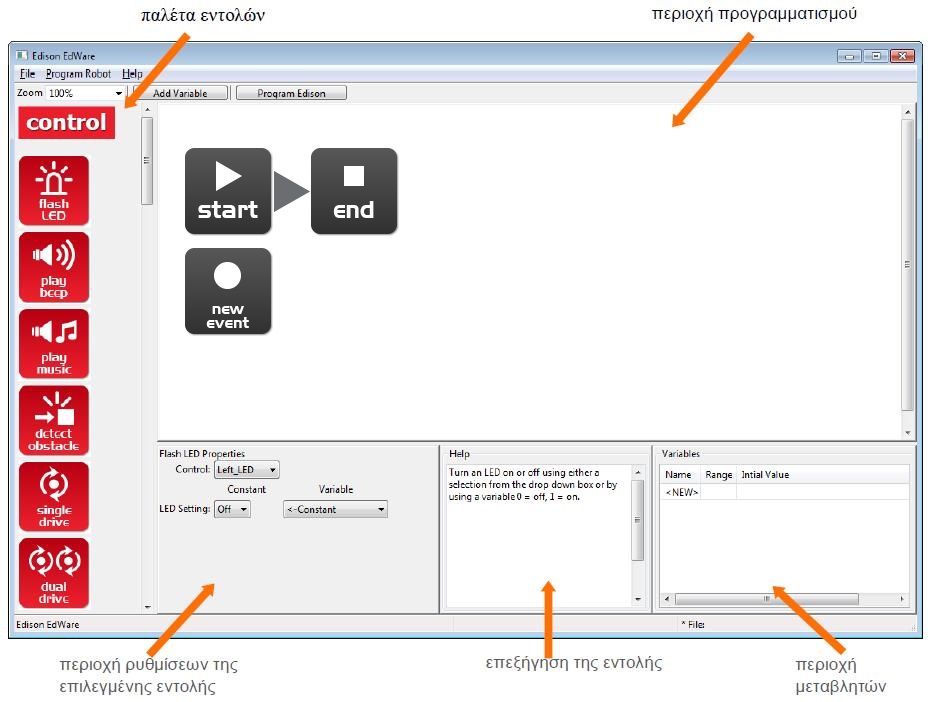 παλέτα εντολών
περιοχή προγραμματισμού
Edison EdWare
File Program Robot Help
Zoom 100% Add Variable Program Edison
control
flash
LED
play
beep
play
music
detect
obstacle
single
drive
dual
drive
start
end
new
event
Flash LED Properties
Control: Left_LED
Constant Variable
LED Setting: Off <-Constant
Help
Turn an LED on or off using either a
selection from the drop down box or by
using a variable 0 = off, 1 = on.
Variables
Name Range Intial Value
<NEW>
Edison EdWare
* File:
περιοχή ρυθμίσεων της
επιλεγμένης εντολής
επεξήγηση της εντολής
περιοχή
μεταβλητών